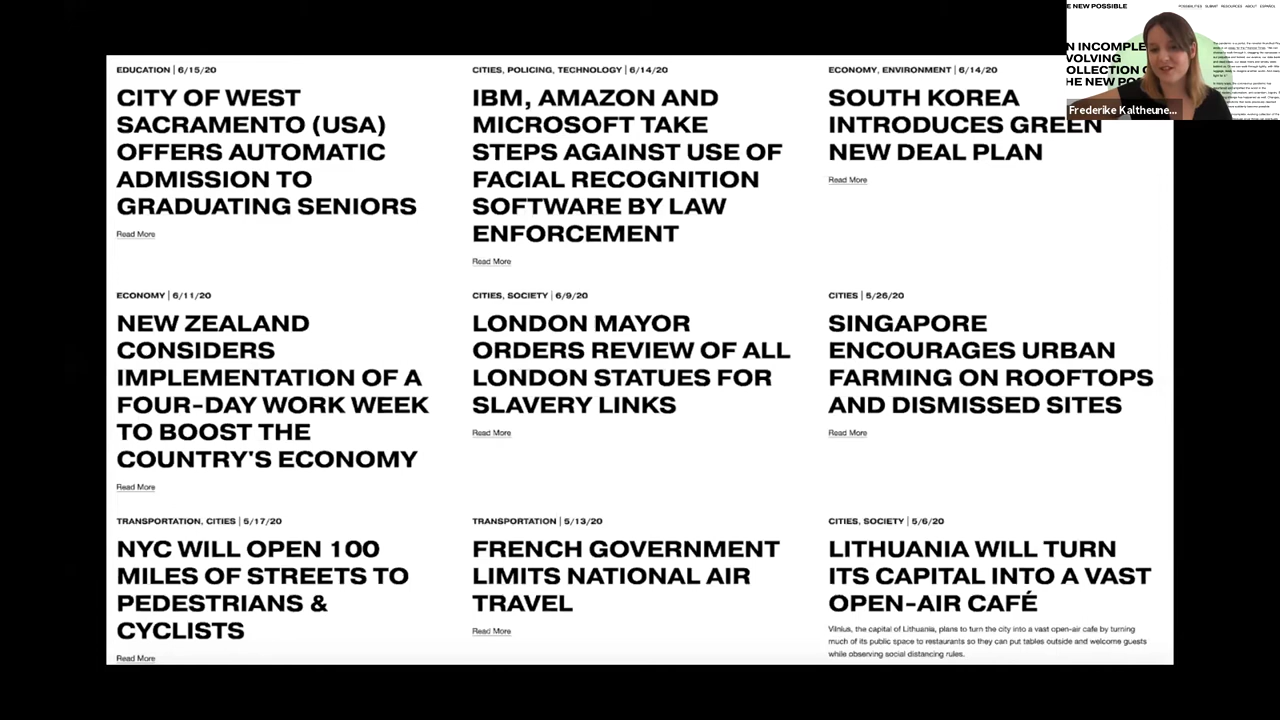 E NEW POSSIBLE
POSSIBILITIES SUBMIT RESOURCES ABOUT ESPAÑOL
N INCOMPLE
VOLVING
OLLECTION
HE NEW PO
Frederike Kaltheune...
EDUCATION | 6/15/20
CITY OF WEST
SACRAMENTO (USA)
OFFERS AUTOMATIC
ADMISSION TO
GRADUATING SENIORS
Read More
CITIES, POLICING, TECHNOLOGY | 6/14/20
IBM, AMAZON AND
MICROSOFT TAKE
STEPS AGAINST USE OF
FACIAL RECOGNITION
SOFTWARE BY LAW
ENFORCEMENT
Read More
ECONOMY, ENVIRONMENT | 6/14/20
SOUTH KOREA
INTRODUCES GREEN
NEW DEAL PLAN
Read More
ECONOMY | 6/11/20
NEW ZEALAND
CONSIDERS
IMPLEMENTATION OF A
FOUR-DAY WORK WEEK
TO BOOST THE
COUNTRY'S ECONOMY
Read More
CITIES, SOCIETY | 6/9/20
LONDON MAYOR
ORDERS REVIEW OF ALL
LONDON STATUES FOR
SLAVERY LINKS
Read More
CITIES | 5/26/20
SINGAPORE
ENCOURAGES URBAN
FARMING ON ROOFTOPS
AND DISMISSED SITES
Read More
TRANSPORTATION, CITIES | 5/17/20
NYC WILL OPEN 100
MILES OF STREETS TO
PEDESTRIANS &
CYCLISTS
Read More
TRANSPORTATION | 5/13/20
FRENCH GOVERNMENT
LIMITS NATIONAL AIR
TRAVEL
Read More
CITIES, SOCIETY | 5/6/20
LITHUANIA WILL TURN
ITS CAPITAL INTO A VAST
OPEN-AIR CAFÉ
Vilnius, the capital of Lithuania, plans to turn the city into a vast open-air cafe by turning
much of its public space to restaurants so they can put tables outside and welcome guests
while observing social distancing rules.